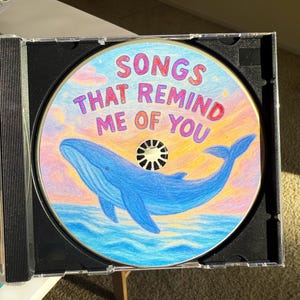 SONGS
THAT REMIND
ME OF YOU